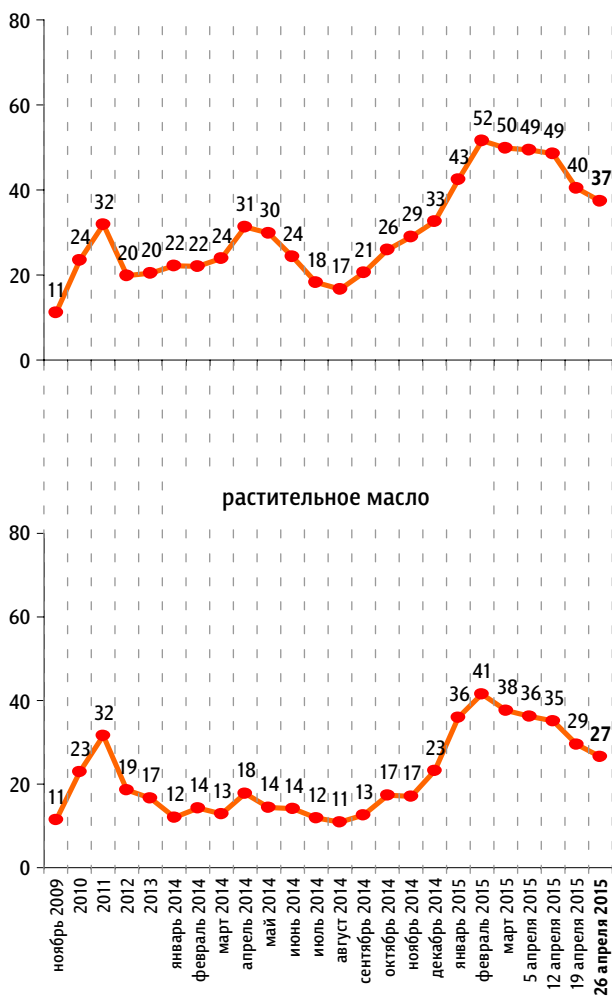 80
60
40
20
0
11
24
32
20
20
22
22
24
31
30
24
18
17
21
26
29
33
43
52
50
49
49
40
37
растительное масло
80
60
40
20
0
11
23
32
19
17
12
14
13
18
14
14
12
11
13
17
17
23
36
41
38
36
35
29
27
ноябрь 2009
2010
2011
2012
2013
январь 2014
февраль 2014
март 2014
апрель 2014
май 2014
июнь 2014
июль 2014
август 2014
сентябрь 2014
октябрь 2014
ноябрь 2014
декабрь 2014
январь 2015
февраль 2015
март 2015
5 апреля 2015
12 апреля 2015
19 апреля 2015
26 апреля 2015